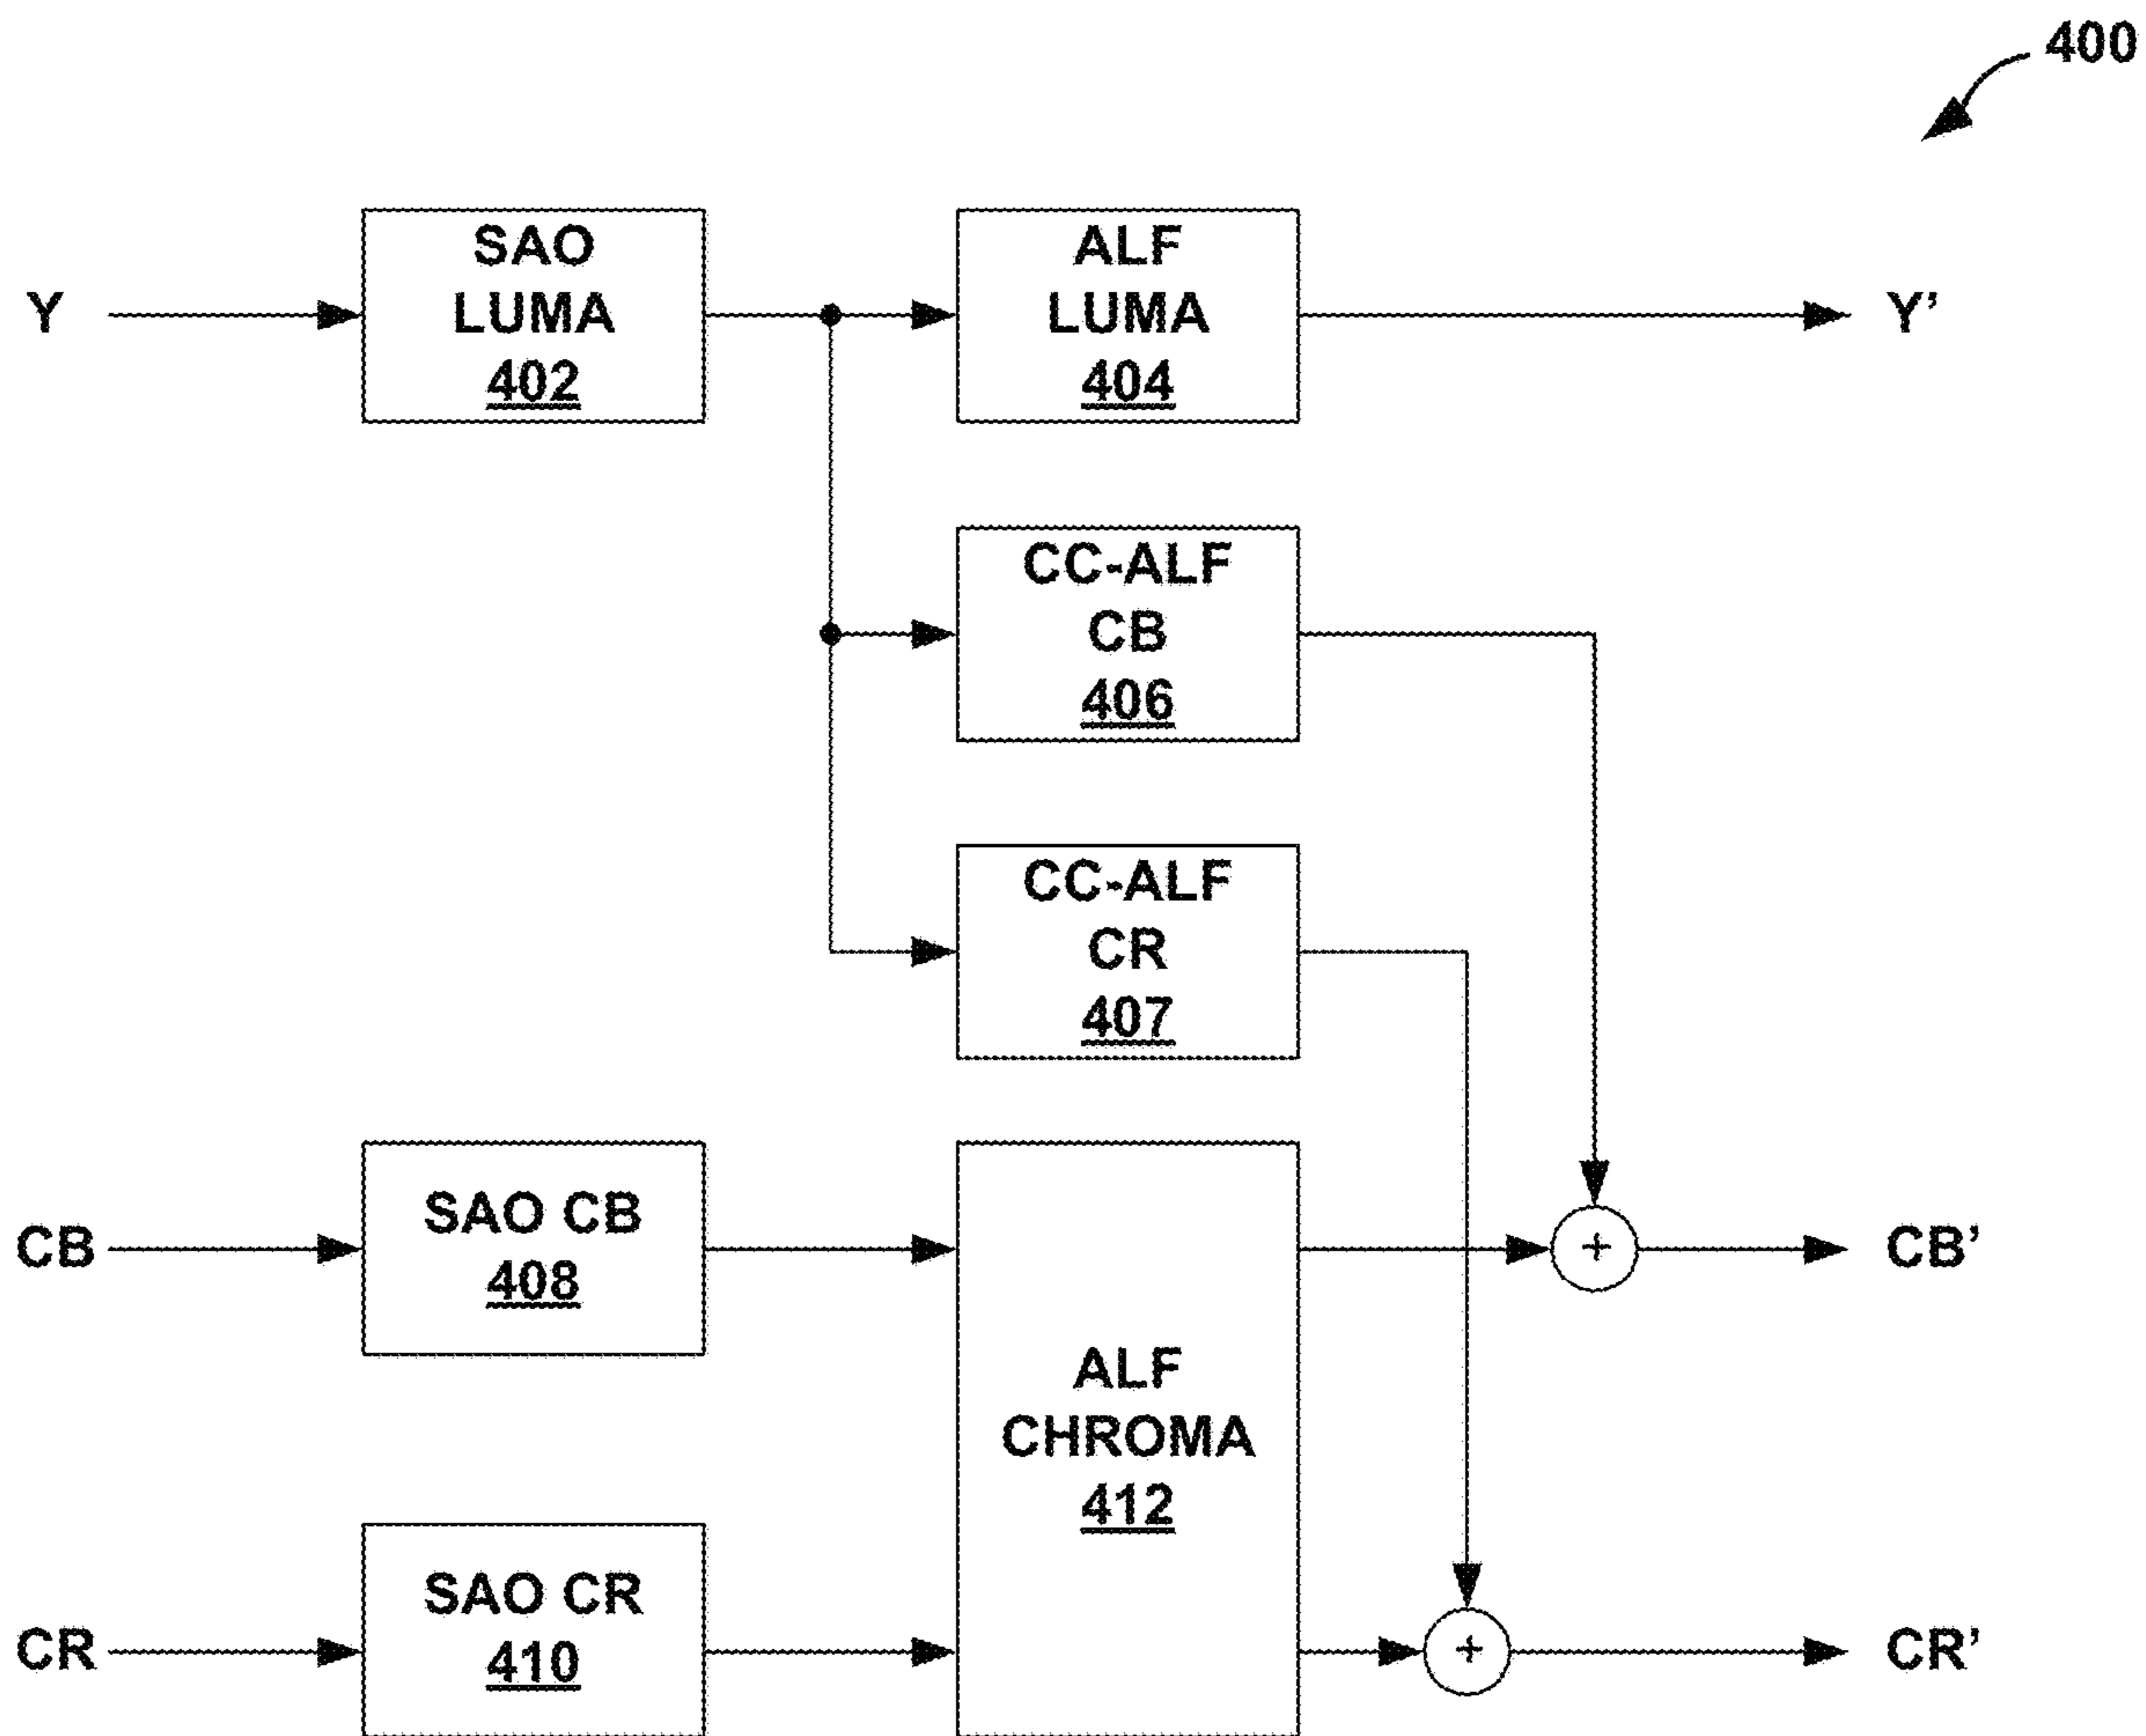 400
Y
SAO
LUMA
402
ALF
LUMA
404
Y’
CC-ALF
CB
406
CC-ALF
CR
407
CB
SAO CB
408
+
CB’
ALF
CHROMA
412
CR
SAO CR
410
+
CR’